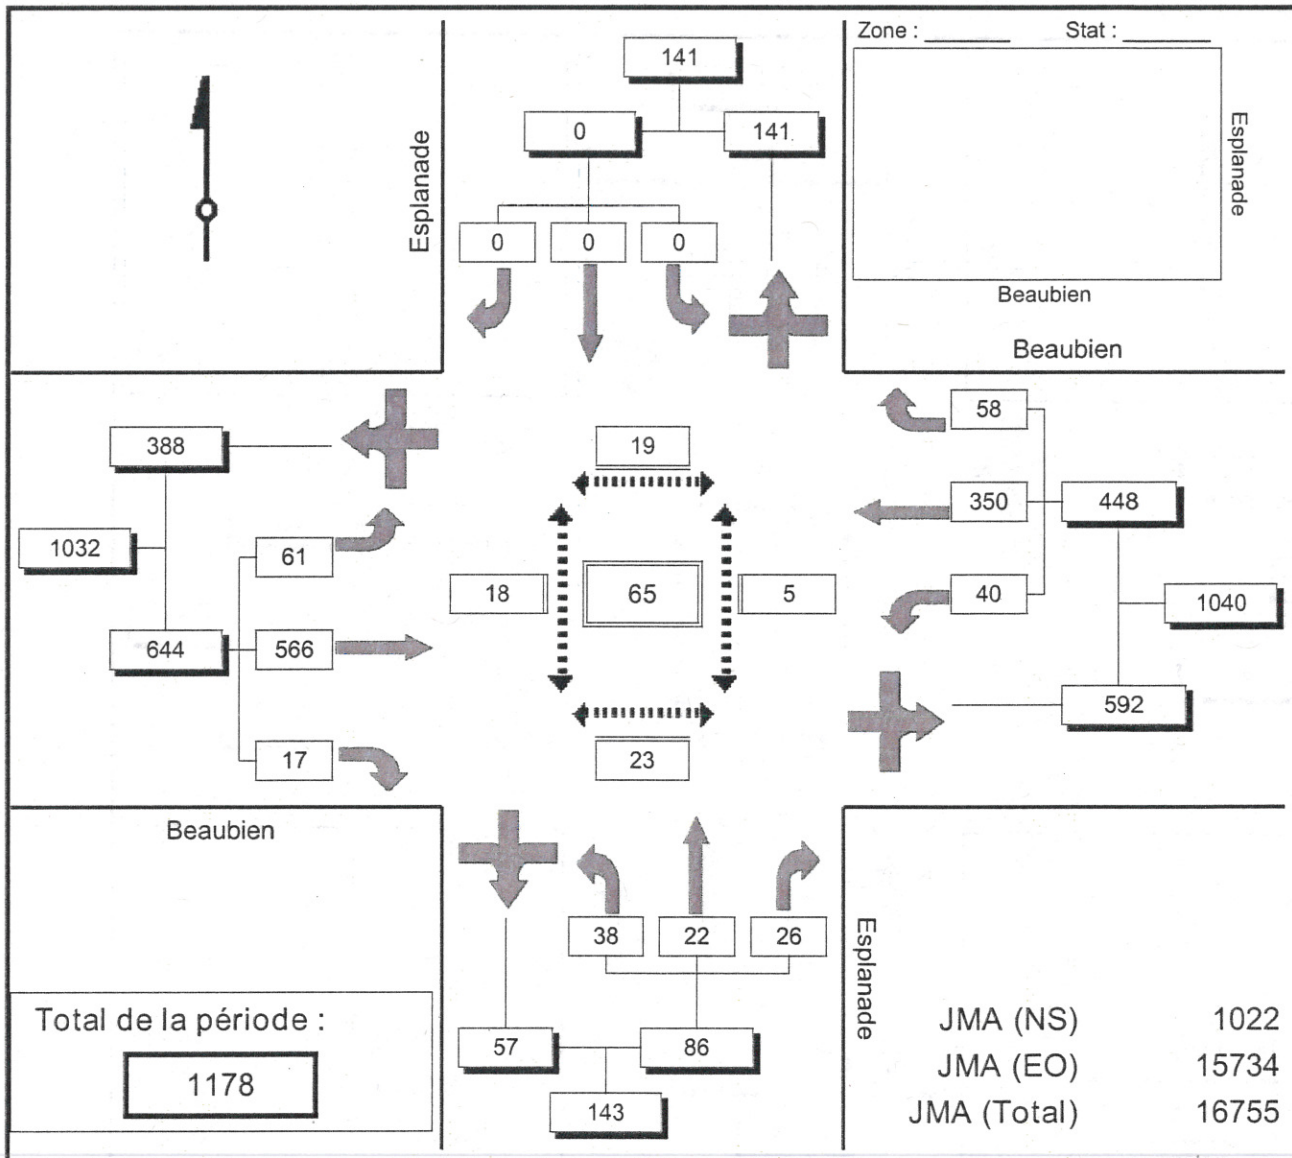 Zone : ________ Stat : ________
141
0
141
Esplanade
Esplanade
0
0
0
Beaubien
Beaubien
58
388
19
350
448
1032
61
18
65
5
40
1040
644
566
592
17
23
Beaubien
38
22
26
Esplanade
Total de la période :
57
86
JMA (NS) 1022
1178
JMA (EO) 15734
143
JMA (Total) 16755